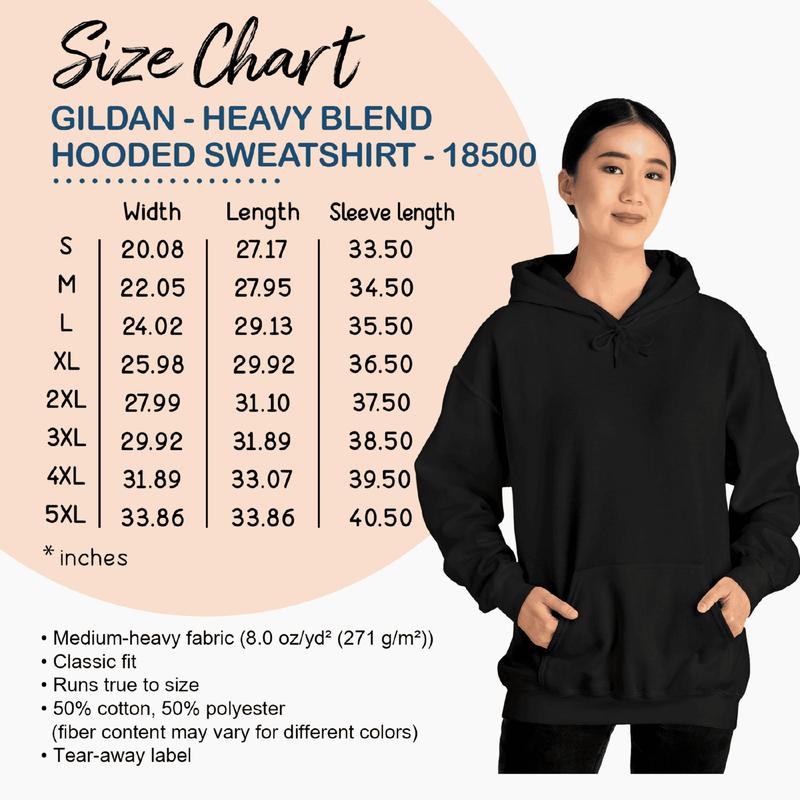 Size Chart
GILDAN - HEAVY BLEND
HOODED SWEATSHIRT - 18500
Width Length Sleeve length
S 20.08 27.17 33.50
M 22.05 27.95 34.50
L 24.02 29.13 35.50
XL 25.98 29.92 36.50
2XL 27.99 31.10 37.50
3XL 29.92 31.89 38.50
4XL 31.89 33.07 39.50
5XL 33.86 33.86 40.50
* inches
• Medium-heavy fabric (8.0 oz/yd² (271 g/m²))
• Classic fit
• Runs true to size
• 50% cotton, 50% polyester
(fiber content may vary for different colors)
• Tear-away label